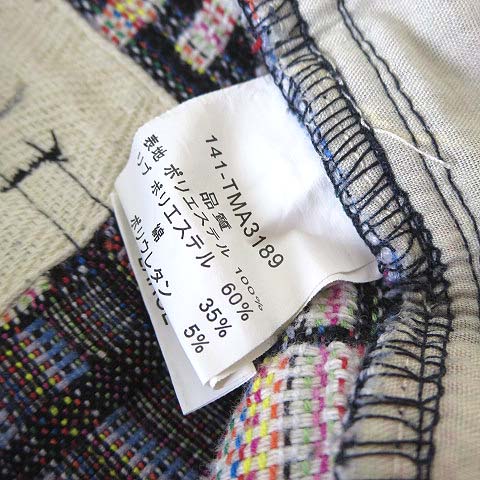 141-TMA3189
品質
表地 ポリエステル 100%
リブ ポリエステル 60%
綿 35%
ポリウレタン 5%